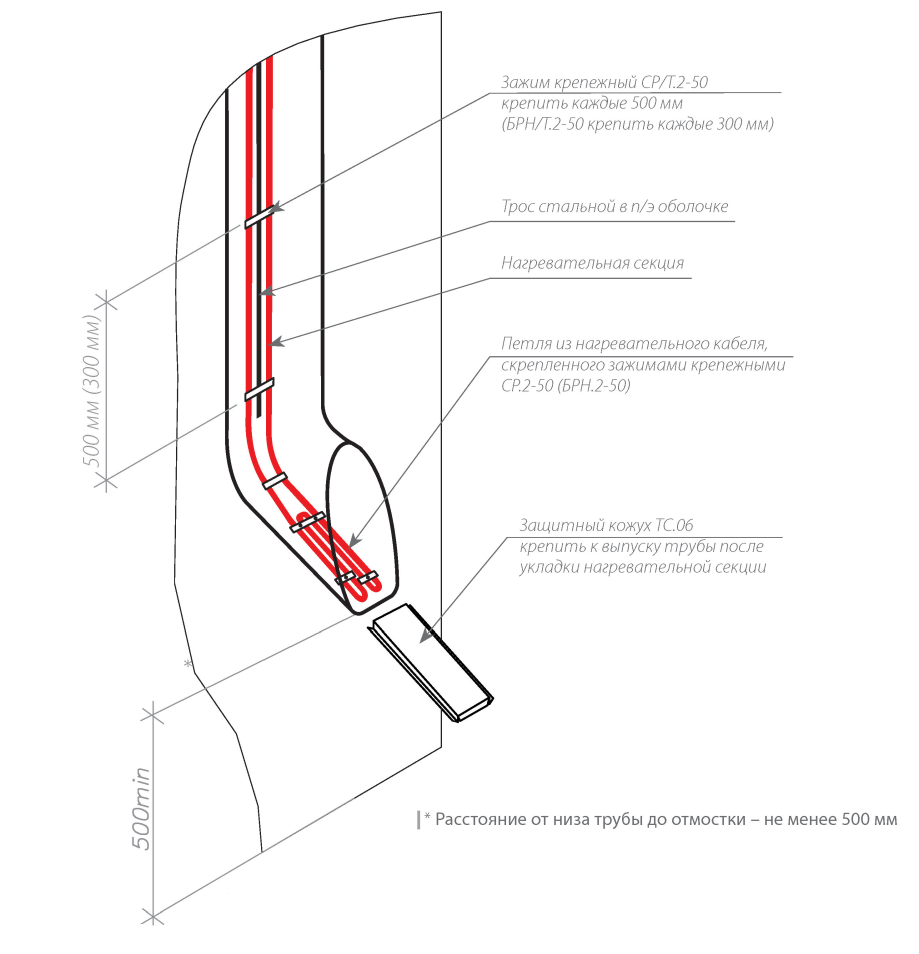 Зажим крепежный СР/Т.2-50
крепить каждые 500 мм
(БРН/Т.2-50 крепить каждые 300 мм)
Трос стальной в п/э оболочке
Нагревательная секция
500 мм (300 мм)
Петля из нагревательного кабеля,
скрепленного зажимами крепежными
СР.2-50 (БРН.2-50)
Защитный кожух ТС.06
крепить к выпуску трубы после
укладки нагревательной секции
*
500min
* Расстояние от низа трубы до отмостки – не менее 500 мм